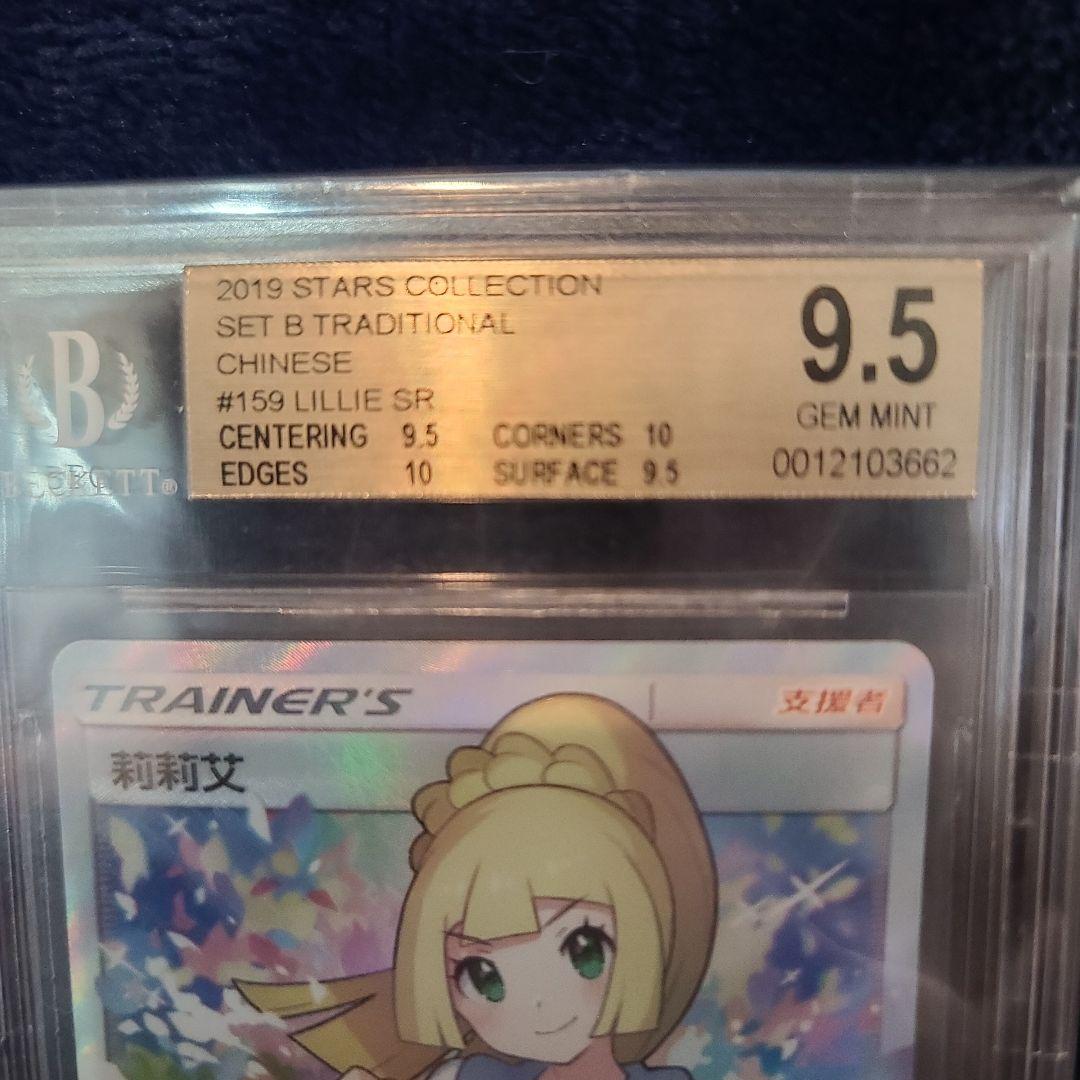 2019 STARS COLLECTION
SET B TRADITIONAL
CHINESE
#159 LILLIE SR
CENTERING 9.5 CORNERS 10
EDGES 10 SURFACE 9.5
9.5
GEM MINT
0012103662
B
BECKETT®
TRAINER'S 支援者
莉莉艾